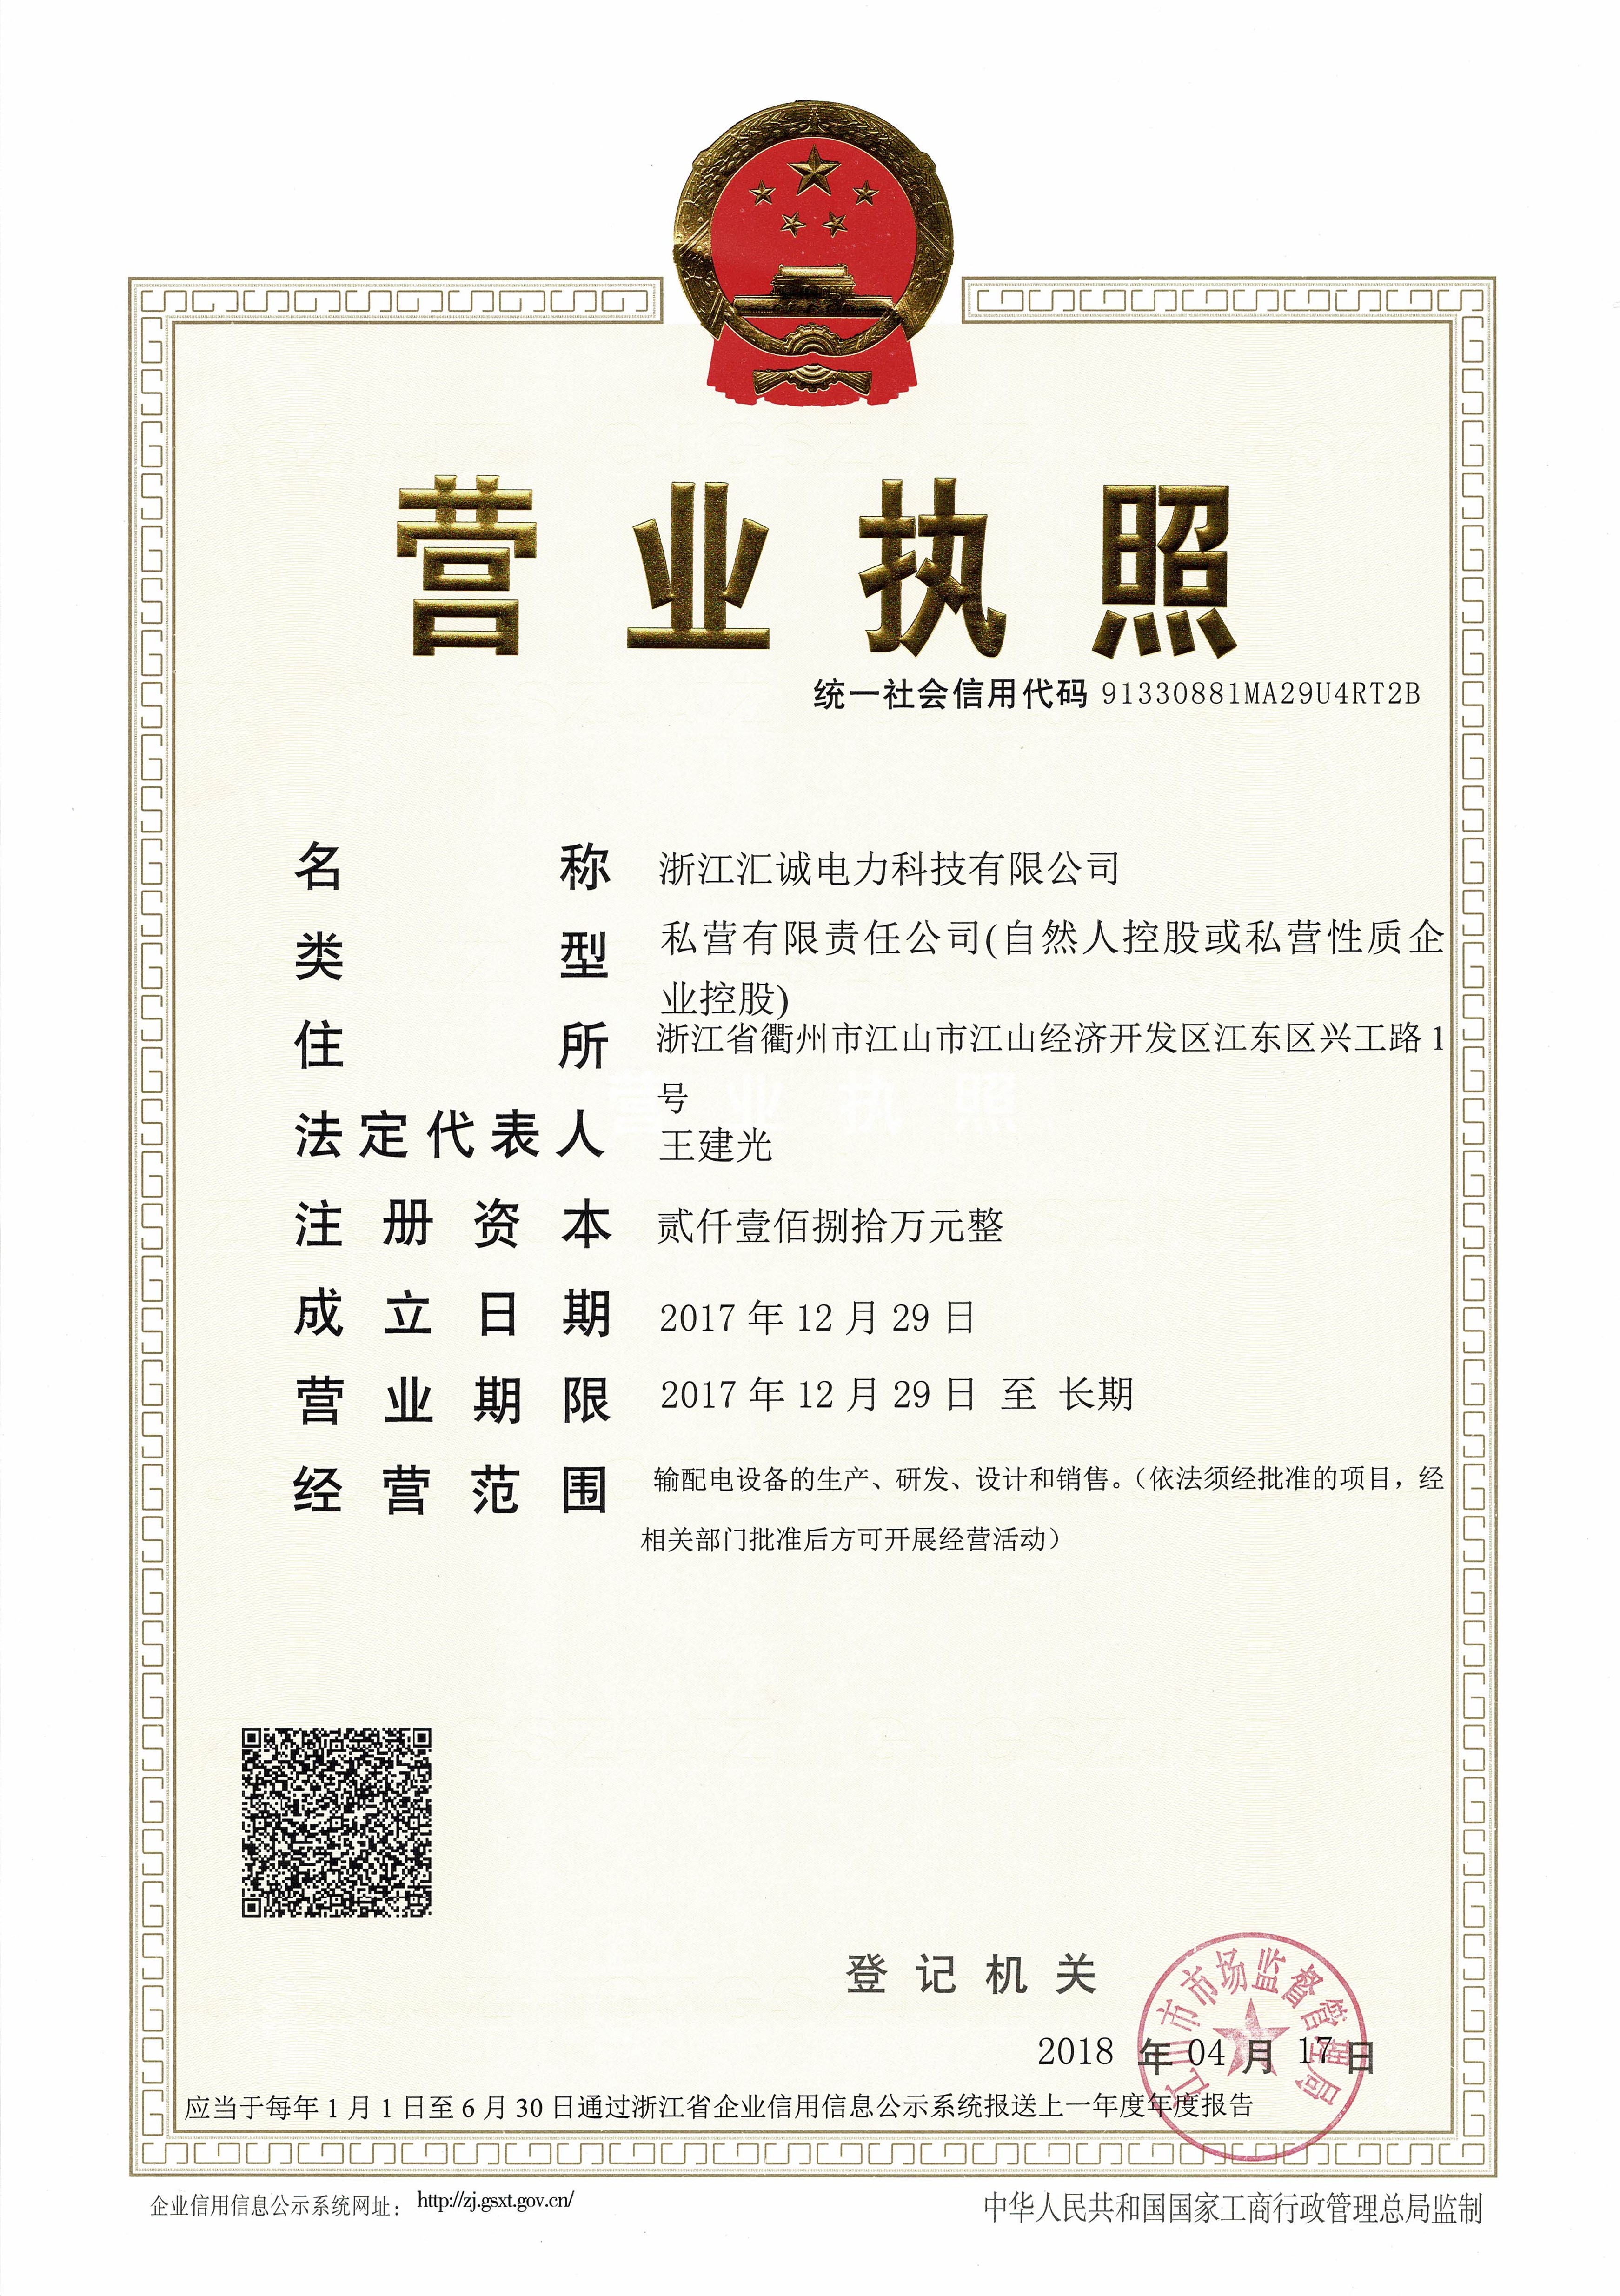 营业执照
统一社会信用代码 91330881MA29U4RT2B
名称 浙江汇诚电力科技有限公司
类型 私营有限责任公司(自然人控股或私营性质企
业控股)
住所 浙江省衢州市江山市江山经济开发区江东区兴工路1
号
法定代表人 王建光
注册资本 贰仟壹佰捌拾万元整
成立日期 2017年12月29日
营业期限 2017年12月29日 至 长期
经营范围 输配电设备的生产、研发、设计和销售。（依法须经批准的项目，经
相关部门批准后方可开展经营活动）
登记机关
江山市市场监督管理局
2018年04月17日
应当于每年1月1日至6月30日通过浙江省企业信用信息公示系统报送上一年度年度报告
企业信用信息公示系统网址： http://zj.gsxt.gov.cn/
中华人民共和国国家工商行政管理总局监制